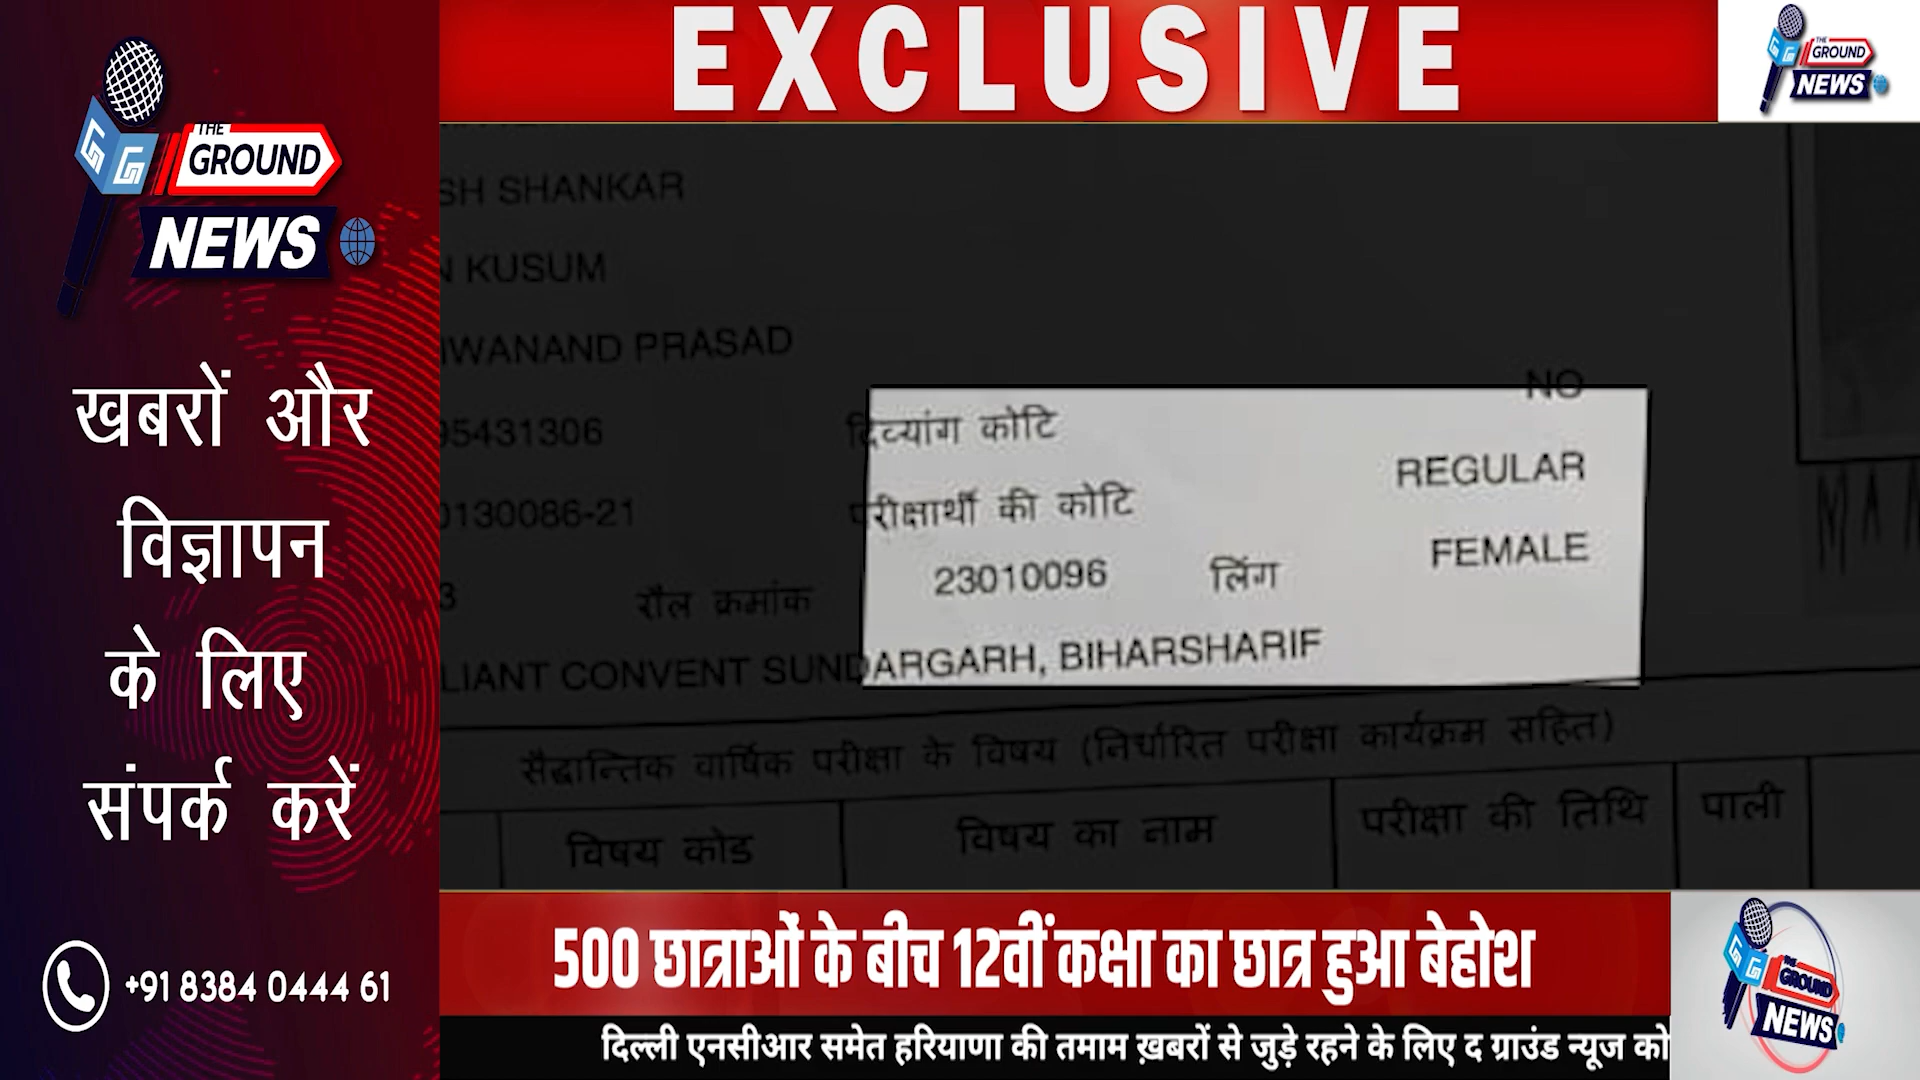 THE
GROUND
NEWS
खबरों और
विज्ञापन
के लिए
संपर्क करें
+91 8384 0444 61
EXCLUSIVE
THE
GROUND
NEWS
SH SHANKAR
KUSUM
IWANAND PRASAD
NO
05431306 दिव्यांग कोटि
REGULAR
0130086-21 परीक्षार्थी की कोटि
FEMALE
3 रौल क्रमांक 23010096 लिंग
LIANT CONVENT SUNDARGARH, BIHARSHARIF
सैद्धान्तिक वार्षिक परीक्षा के विषय (निर्धारित परीक्षा कार्यक्रम सहित)
विषय कोड विषय का नाम परीक्षा की तिथि पाली
500 छात्राओं के बीच 12वीं कक्षा का छात्र हुआ बेहोश
THE
GROUND
NEWS
दिल्ली एनसीआर समेत हरियाणा की तमाम ख़बरों से जुड़े रहने के लिए द ग्राउंड न्यूज को